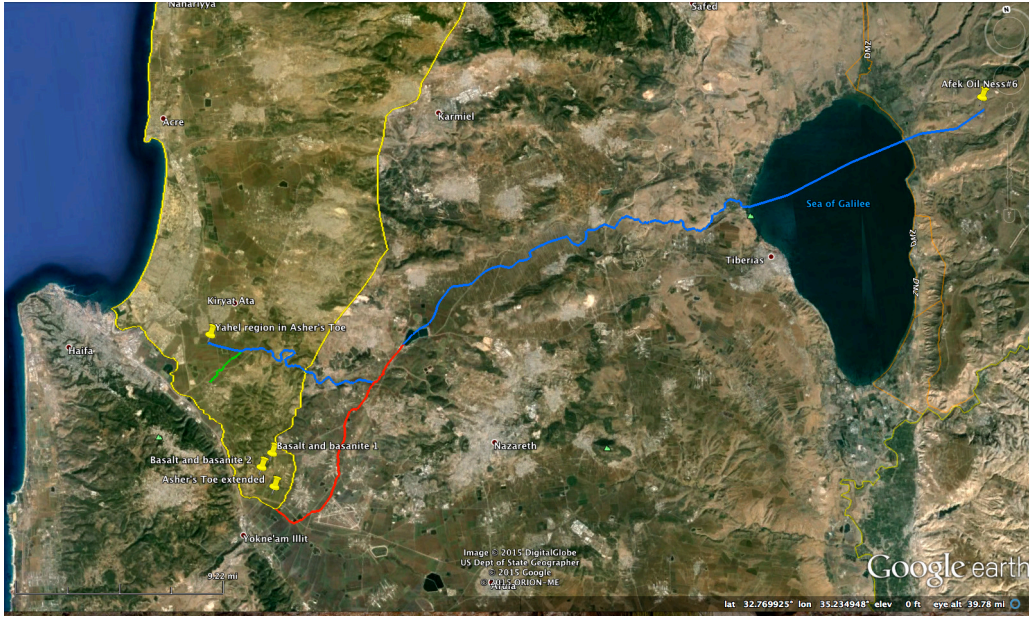 Nahariyya
Safed
N
DMZ
Afek Oil Ness#6
Karmiel
Acre
Sea of Galilee
DMZ
Tiberias
DMZ
Kiryat Ata
Yahel region in Asher's Toe
Haifa
Nazareth
Basalt and basanite 1
Basalt and basanite 2
Asher's Toe extended
Yokne'am Illit
Image © 2015 DigitalGlobe
US Dept of State Geographer
© 2015 Google
© 2015 ORION-ME
9.22 mi
Google earth
lat 32.769925° lon 35.234948° elev 0 ft eye alt 39.78 mi